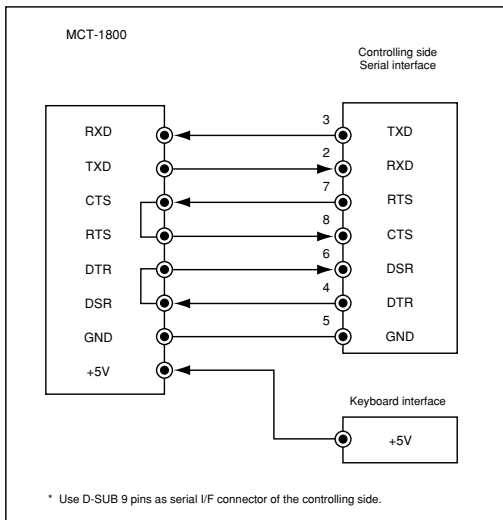 MCT-1800
Controlling side
Serial interface
RXD 3 TXD
TXD 2 RXD
CTS 7 RTS
RTS 8 CTS
DTR 6 DSR
DSR 4 DTR
GND 5 GND
+5V
Keyboard interface
+5V
* Use D-SUB 9 pins as serial I/F connector of the controlling side.